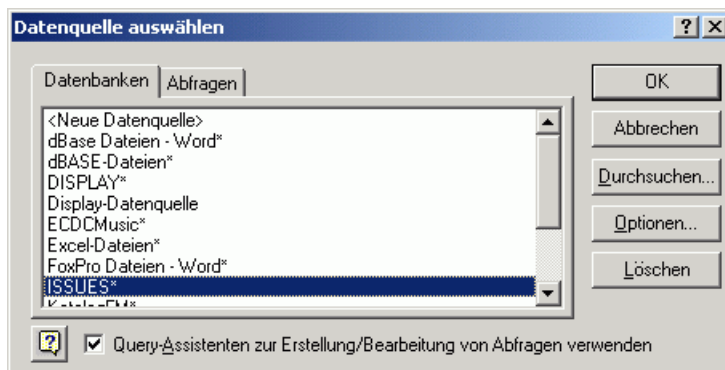 Datenquelle auswählen
Datenbanken
Abfragen
<Neue Datenquelle>
dBase Dateien - Word*
dBASE-Dateien*
DISPLAY*
Display-Datenquelle
ECDCMusic*
Excel-Dateien*
FoxPro Dateien - Word*
ISSUES*
OK
Abbrechen
Durchsuchen...
Optionen...
Löschen
Query-Assistenten zur Erstellung/Bearbeitung von Abfragen verwenden